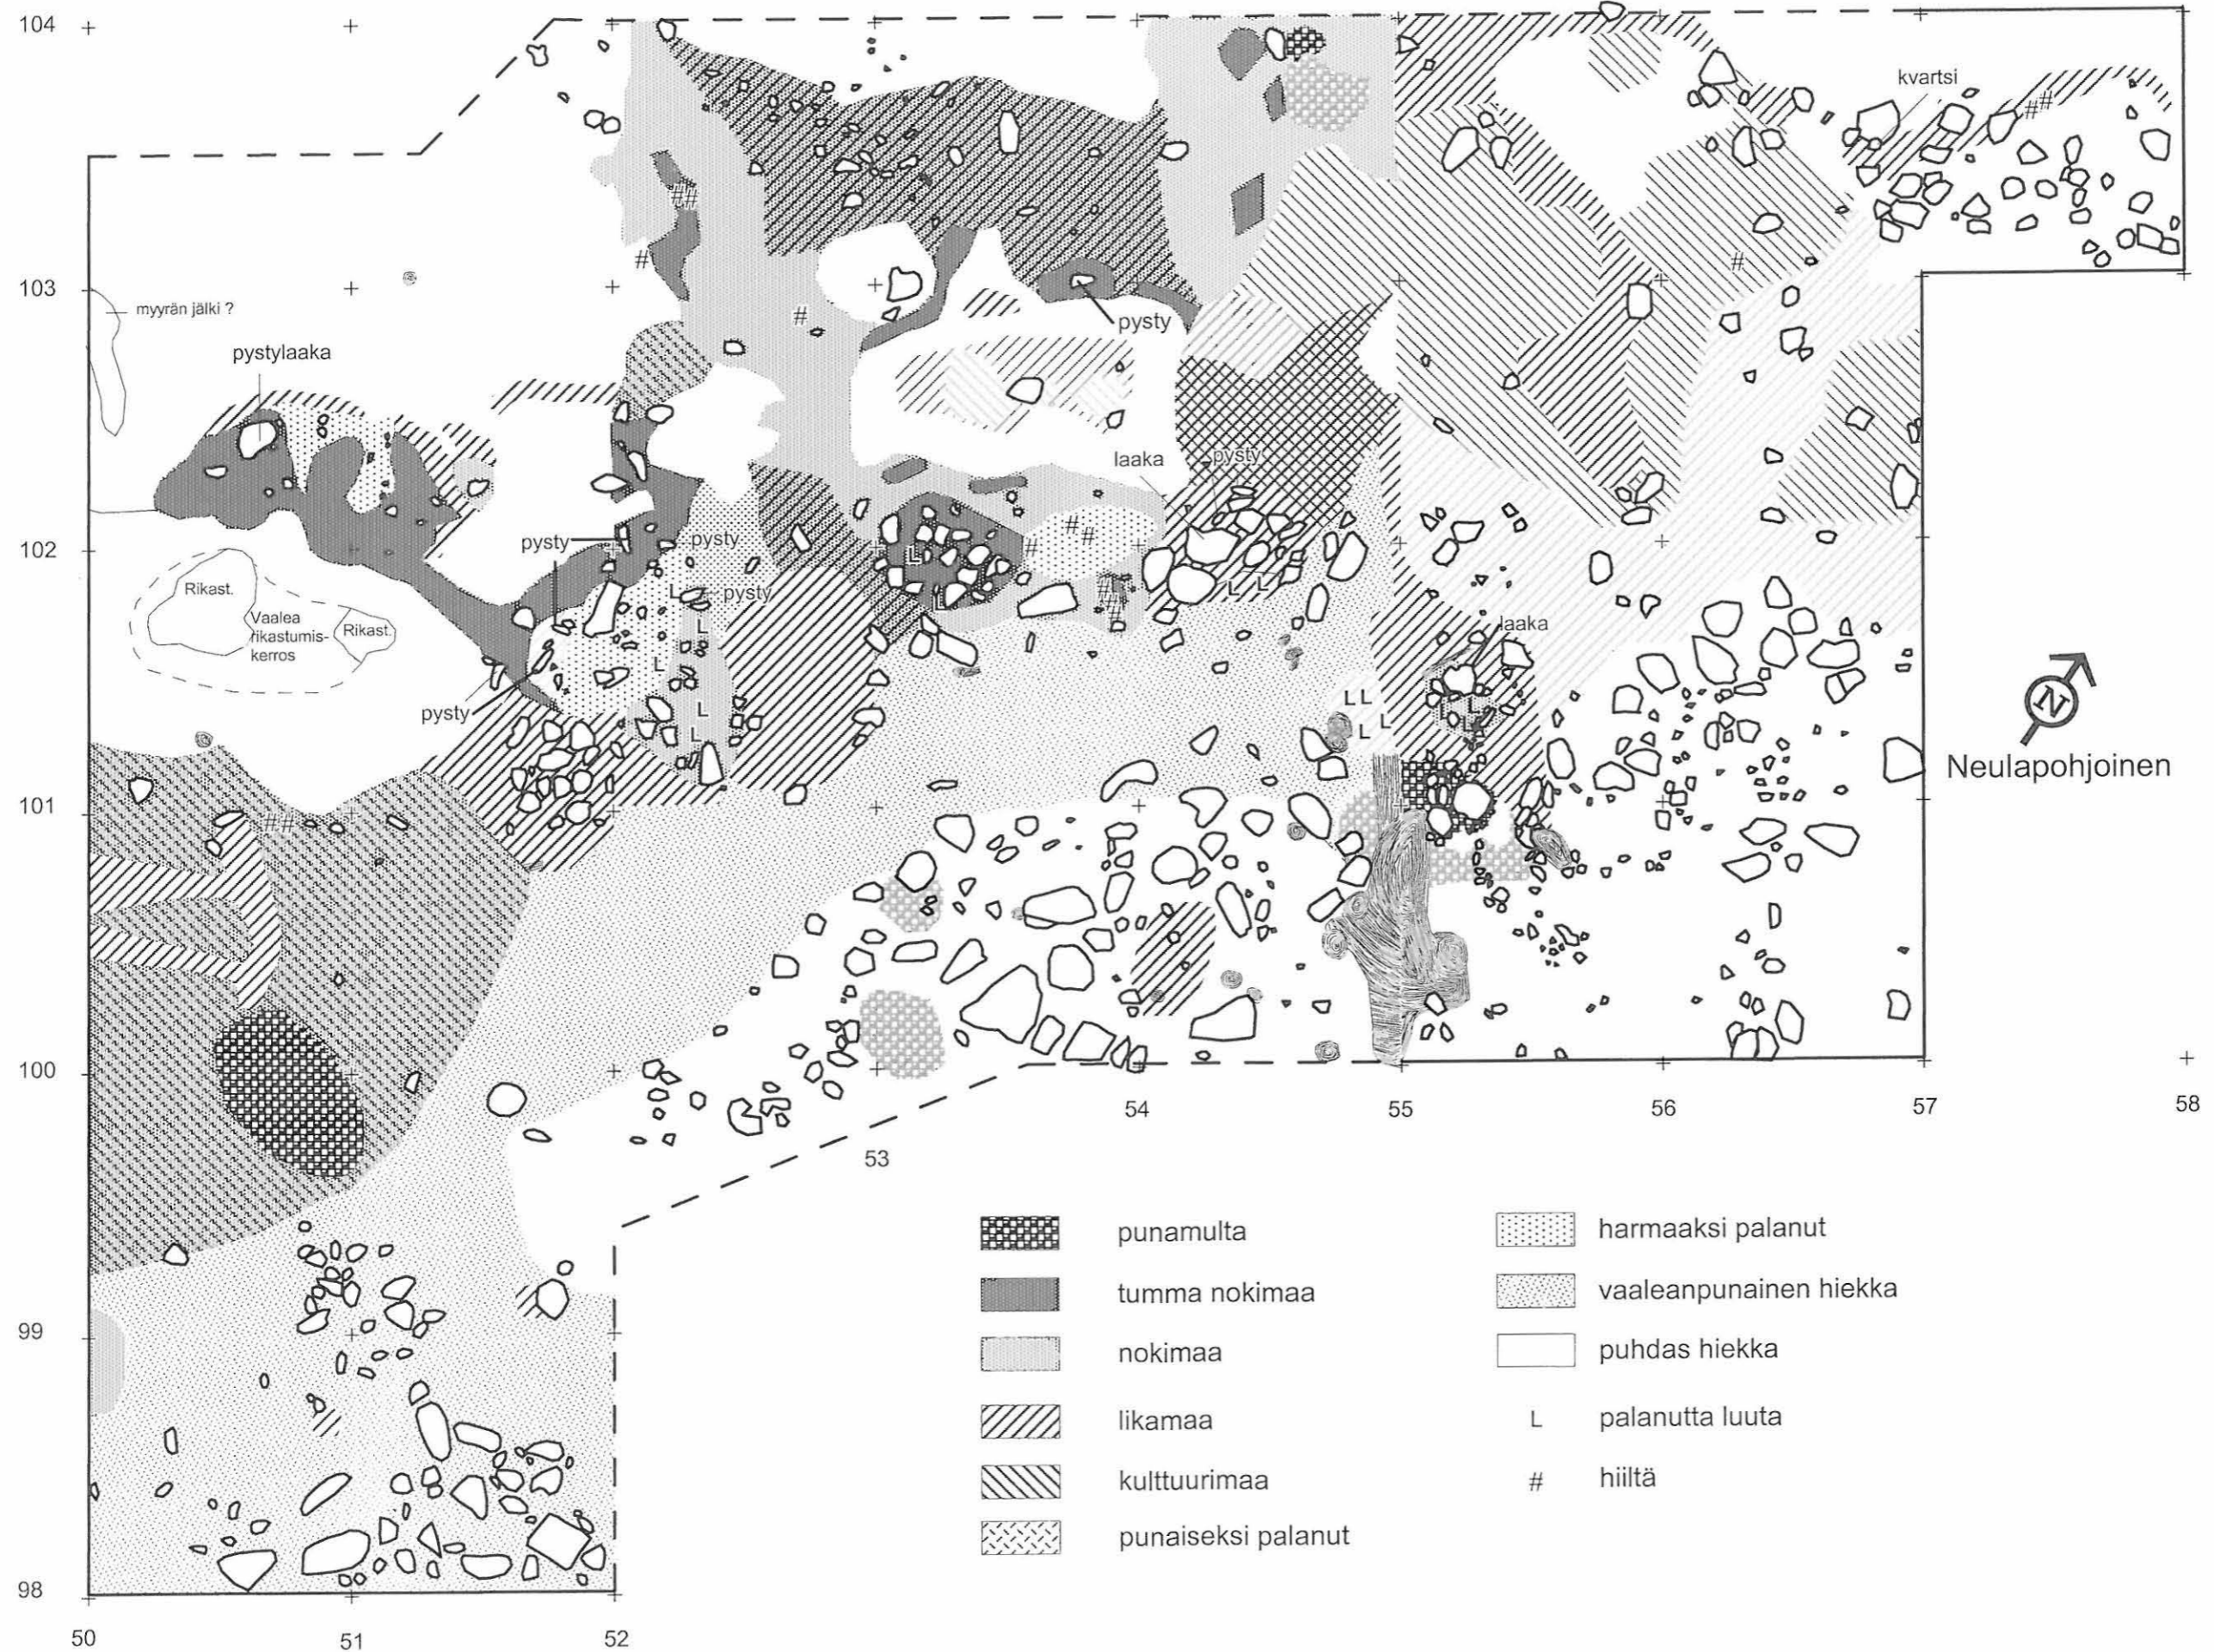 104
kvartsi
103
myyrän jälki ?
pysty
pystylaaka
laaka
pysty
102
pysty
pysty
Rikast.
Vaalea
rikastumis-
kerros
Rikast.
pysty
laaka
pysty
N
Neulapohjoinen
101
100
54
55
56
57
58
53
99
98
50
51
52
punamulta
tumma nokimaa
nokimaa
likamaa
kulttuurimaa
punaiseksi palanut
harmaaksi palanut
vaaleanpunainen hiekka
puhdas hiekka
L palanutta luuta
# hiiltä